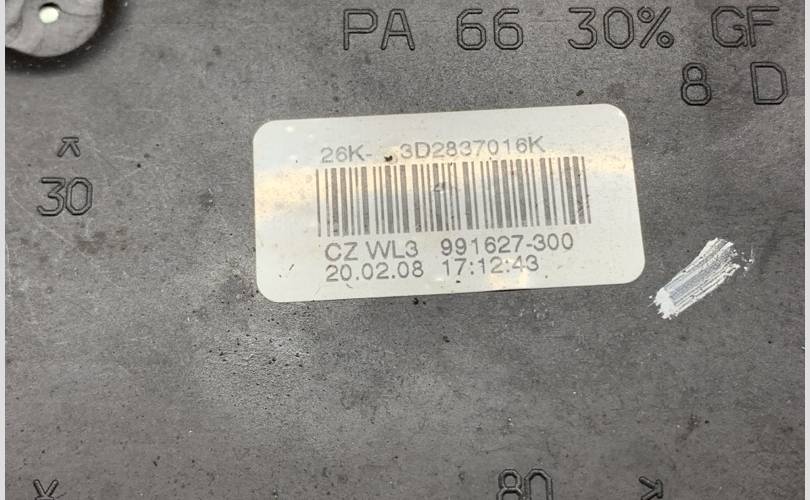 PA 66 30% GF
8 D
30
26K- 3D2837016K
CZ WL3 991627-300
20.02.08 17:12:43
80